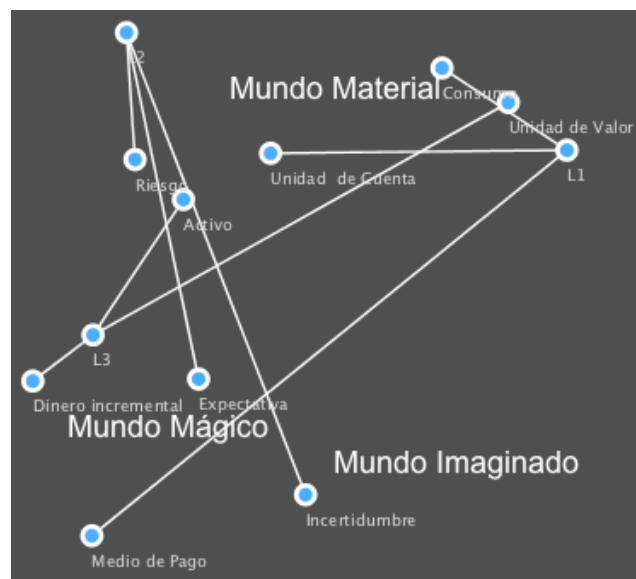 L2
Mundo Material
Consumo
Unidad de Valor
Riesgo
Unidad de Cuenta
L1
Activo
L3
Dinero incremental
Expectativa
Mundo Mágico
Mundo Imaginado
Incertidumbre
Medio de Pago